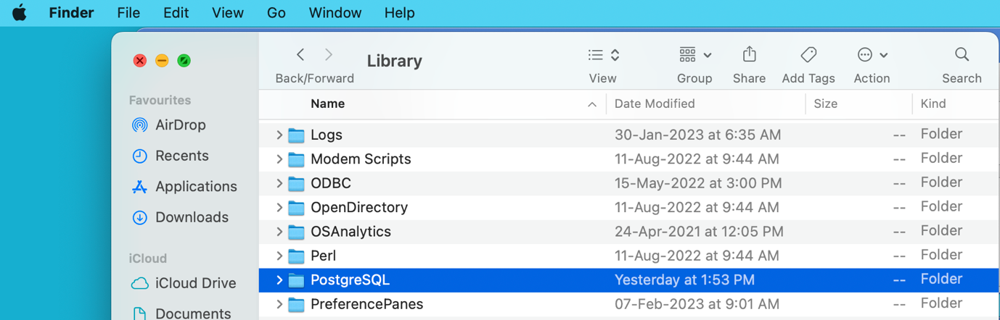 Finder File Edit View Go Window Help
Library
Back/Forward View Group Share Add Tags Action Search
Favourites
AirDrop
Recents
Applications
Downloads
iCloud
iCloud Drive
Documents
Name Date Modified Size Kind
Logs 30-Jan-2023 at 6:35 AM -- Folder
Modem Scripts 11-Aug-2022 at 9:44 AM -- Folder
ODBC 15-May-2022 at 3:00 PM -- Folder
OpenDirectory 11-Aug-2022 at 9:44 AM -- Folder
OSAnalytics 24-Apr-2021 at 12:05 PM -- Folder
Perl 11-Aug-2022 at 9:44 AM -- Folder
PostgreSQL Yesterday at 1:53 PM -- Folder
PreferencePanes 07-Feb-2023 at 9:01 AM -- Folder